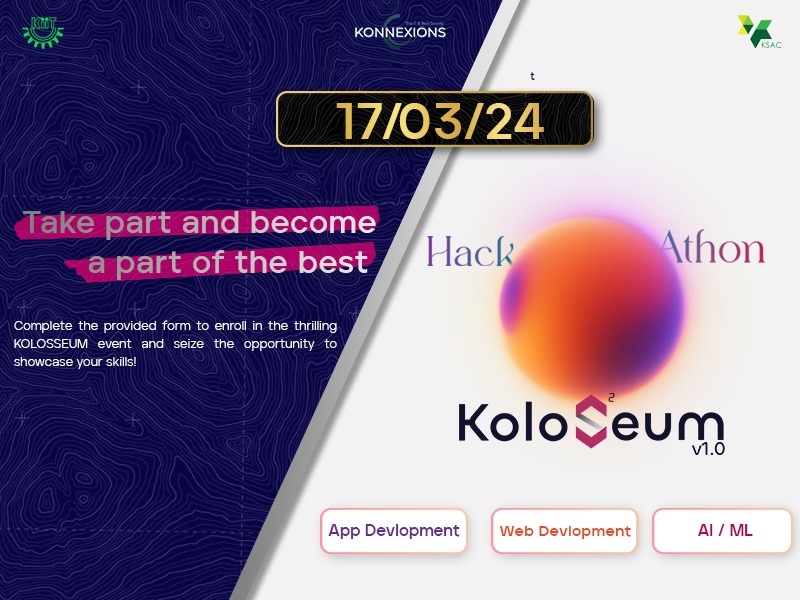 KIIT
The IT & Web Society
KONNEXIONS
KSAC
t
17/03/24
Take part and become
a part of the best
Complete the provided form to enroll in the thrilling
KOLOSSEUM event and seize the opportunity to
showcase your skills!
Hack Athon
KoloS²eum
v1.0
App Devlopment
Web Devlopment
AI / ML